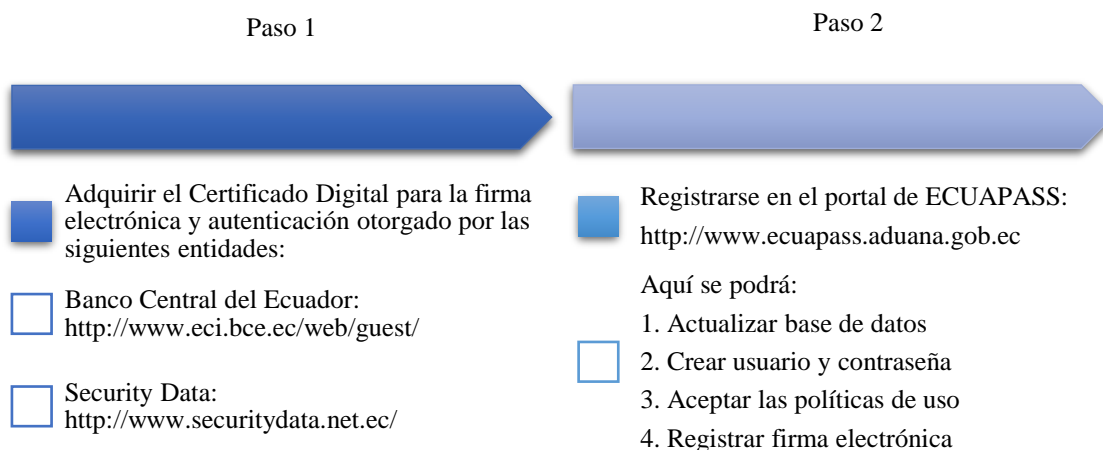 Paso 1
Adquirir el Certificado Digital para la firma
electrónica y autenticación otorgado por las
siguientes entidades:
Banco Central del Ecuador:
http://www.eci.bce.ec/web/guest/
Security Data:
http://www.securitydata.net.ec/
Paso 2
Registrarse en el portal de ECUAPASS:
http://www.ecuapass.aduana.gob.ec
Aquí se podrá:
1. Actualizar base de datos
2. Crear usuario y contraseña
3. Aceptar las políticas de uso
4. Registrar firma electrónica